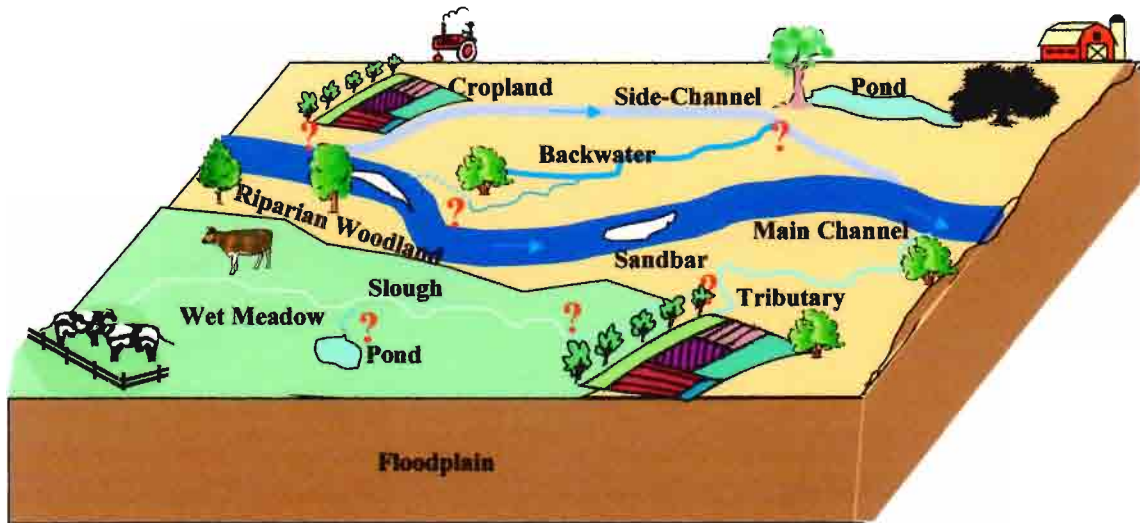 Cropland
Side-Channel
Pond
?
?
Backwater
Riparian Woodland
?
Main Channel
Sandbar
Slough
?
Tributary
Wet Meadow
?
?
Pond
Floodplain